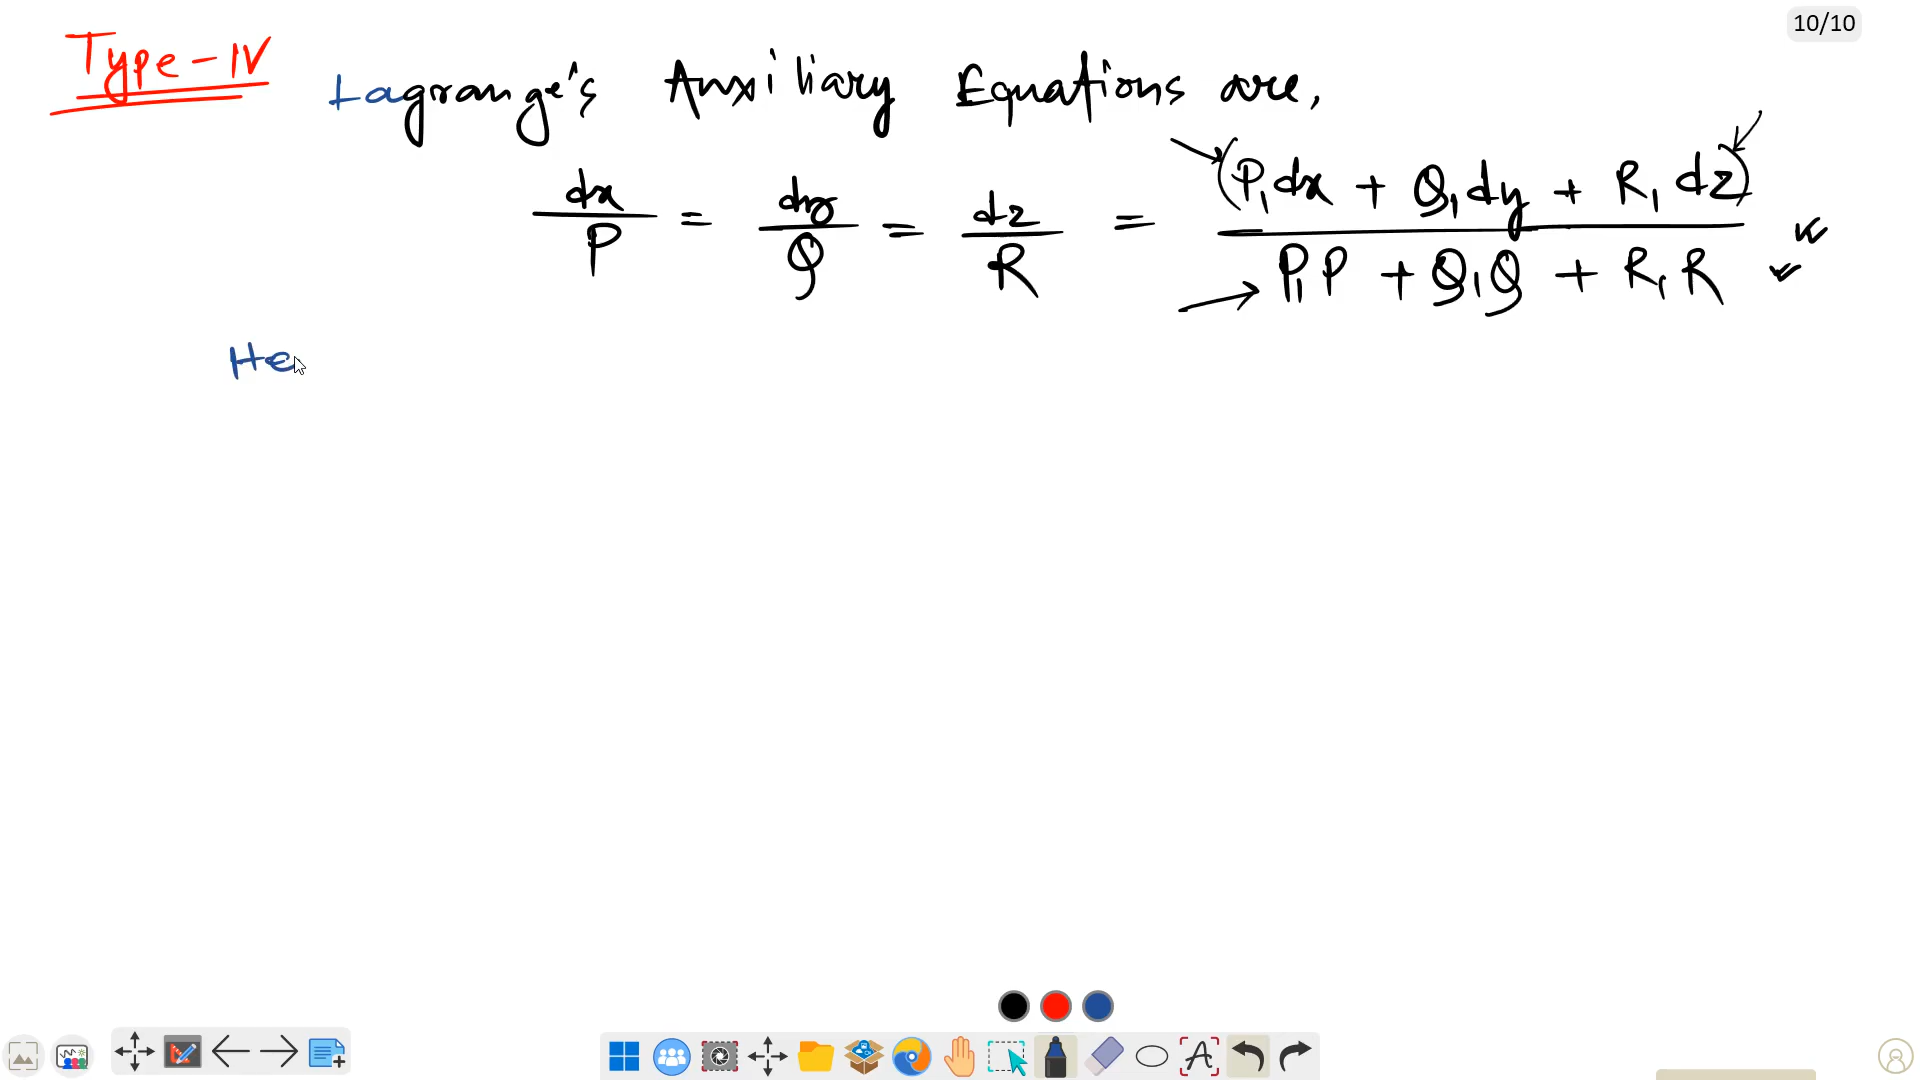 10/10
Type-IV
Lagrange's Auxiliary Equations are,
dx/P = dy/Q = dz/R = (P₁dx + Q₁dy + R₁dz)/P₁P + Q₁Q + R₁R
He